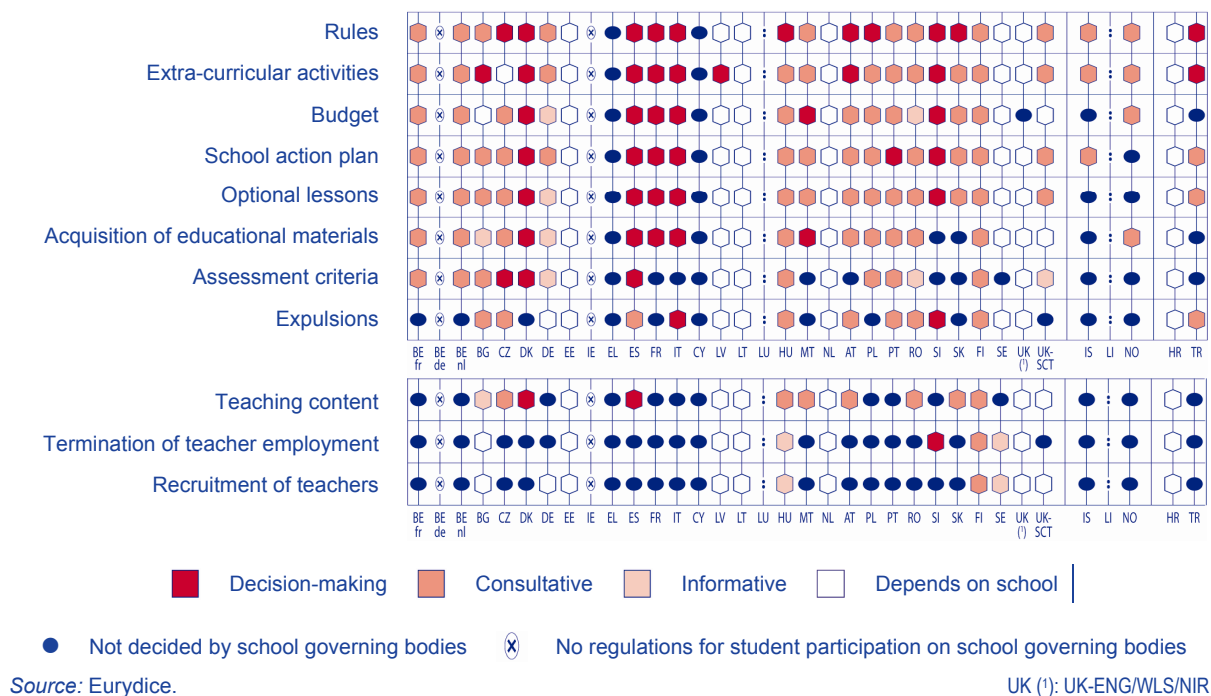 Rules
Extra-curricular activities
Budget
School action plan
Optional lessons
Acquisition of educational materials
Assessment criteria
Expulsions
BE fr BE de BE nl BG CZ DK DE EE IE EL ES FR IT CY LV LT LU HU MT NL AT PL PT RO SI SK FI SE UK (¹) UK-SCT IS LI NO HR TR
Teaching content
Termination of teacher employment
Recruitment of teachers
BE fr BE de BE nl BG CZ DK DE EE IE EL ES FR IT CY LV LT LU HU MT NL AT PL PT RO SI SK FI SE UK (¹) UK-SCT IS LI NO HR TR
Decision-making Consultative Informative Depends on school
Not decided by school governing bodies No regulations for student participation on school governing bodies
Source: Eurydice. UK (¹): UK-ENG/WLS/NIR